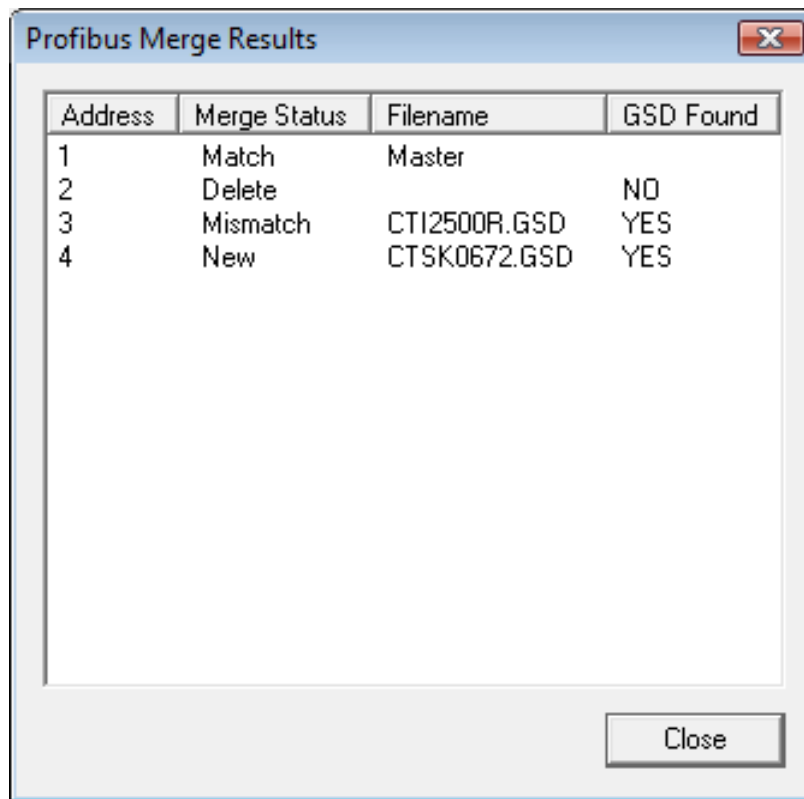 Profibus Merge Results
Address Merge Status Filename GSD Found
1 Match Master
2 Delete NO
3 Mismatch CTI2500R.GSD YES
4 New CTSK0672.GSD YES
Close